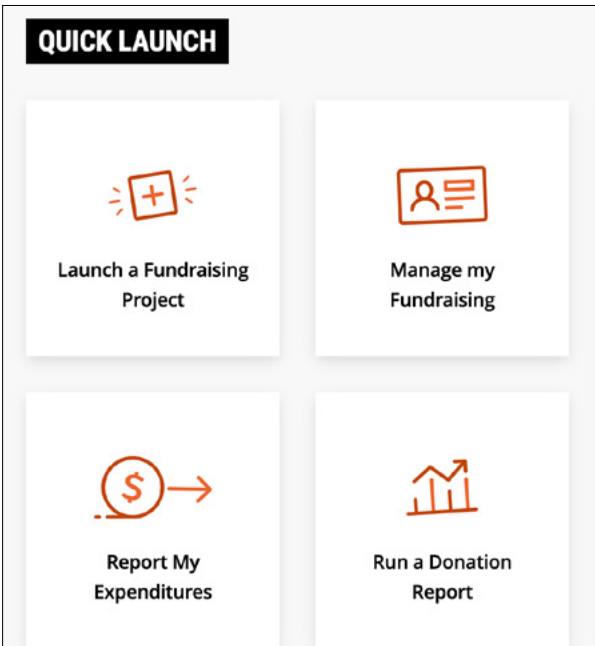 QUICK LAUNCH
Launch a Fundraising
Project
Manage my
Fundraising
$
Report My
Expenditures
Run a Donation
Report